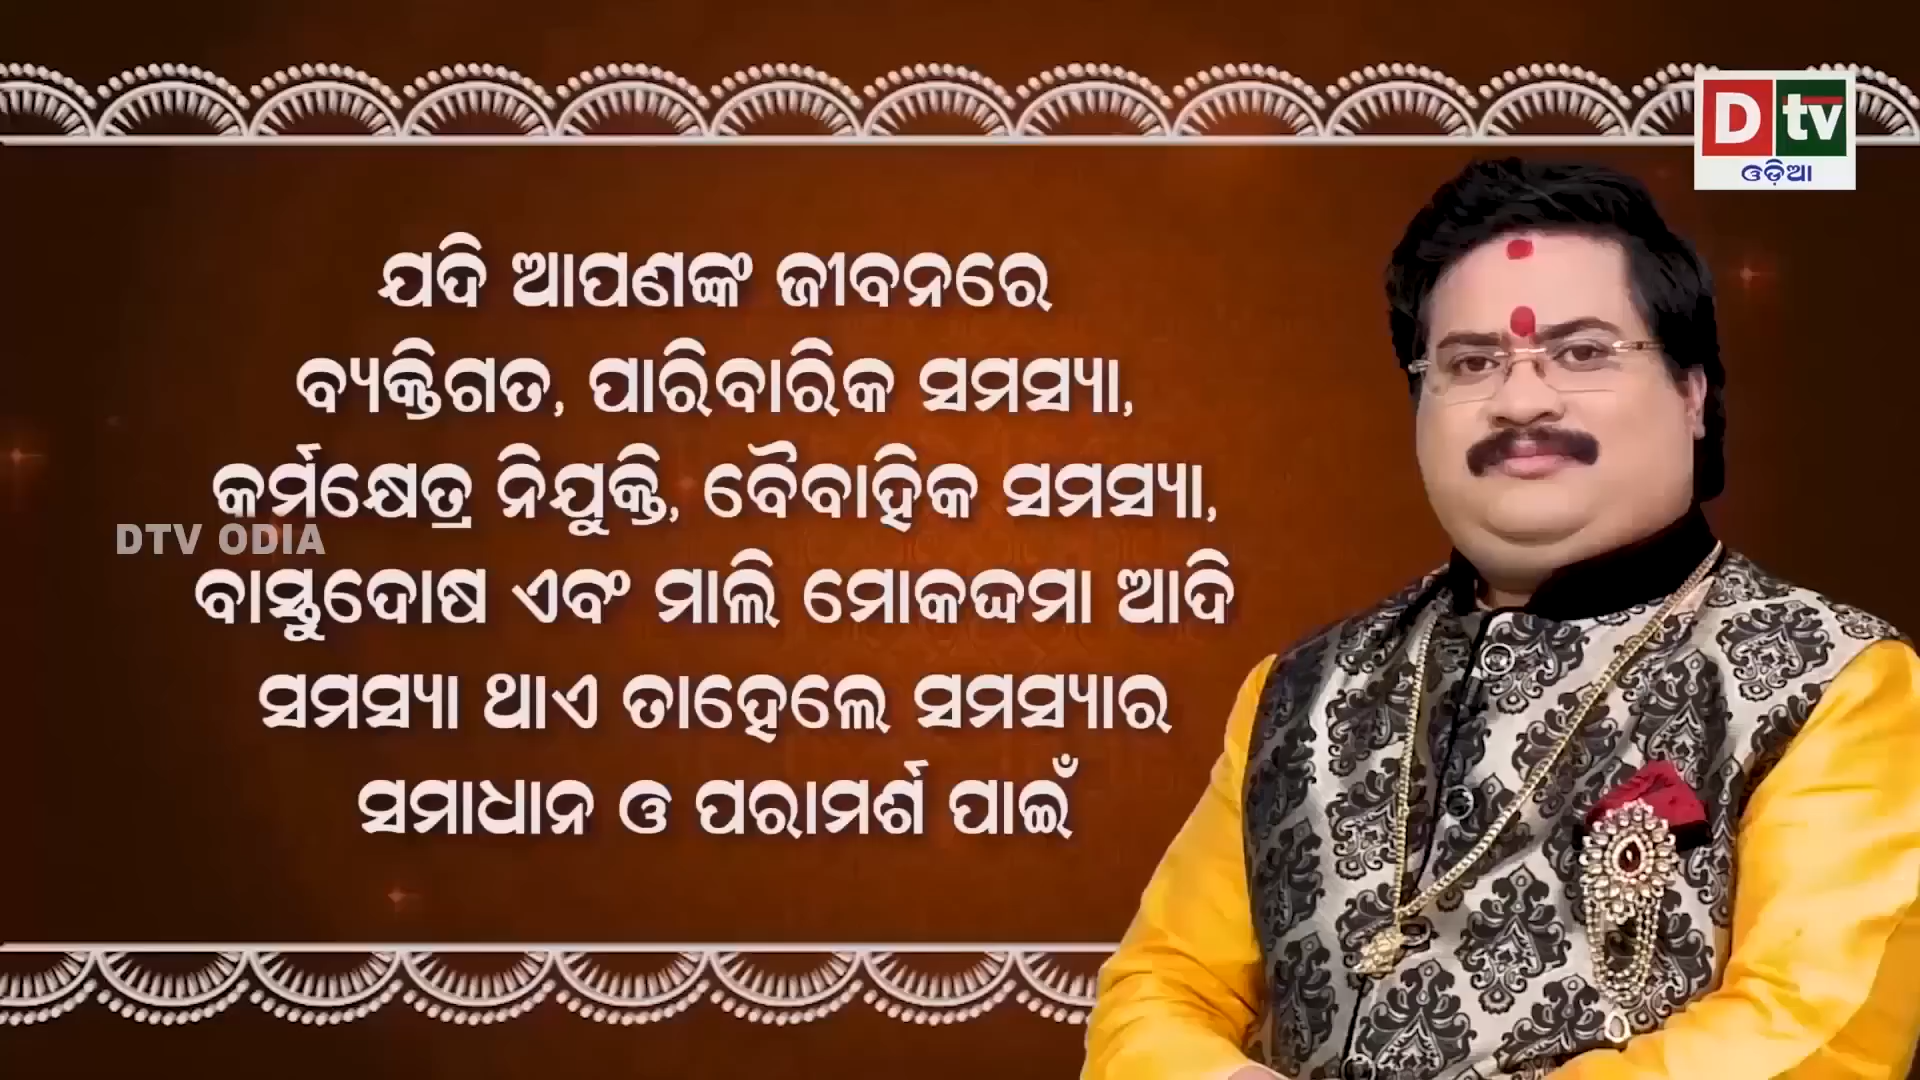 Dtv
ଓଡ଼ିଆ
ଯଦି ଆପଣଙ୍କ ଜୀବନରେ
ବ୍ୟକ୍ତିଗତ, ପାରିବାରିକ ସମସ୍ୟା,
କର୍ମକ୍ଷେତ୍ର ନିଯୁକ୍ତି, ବୈବାହିକ ସମସ୍ୟା,
DTV ODIA
ବାସ୍ତୁଦୋଷ ଏବଂ ମାଲି ମୋକଦ୍ଦମା ଆଦି
ସମସ୍ୟା ଥାଏ ତାହେଲେ ସମସ୍ୟାର
ସମାଧାନ ଓ ପରାମର୍ଶ ପାଇଁ